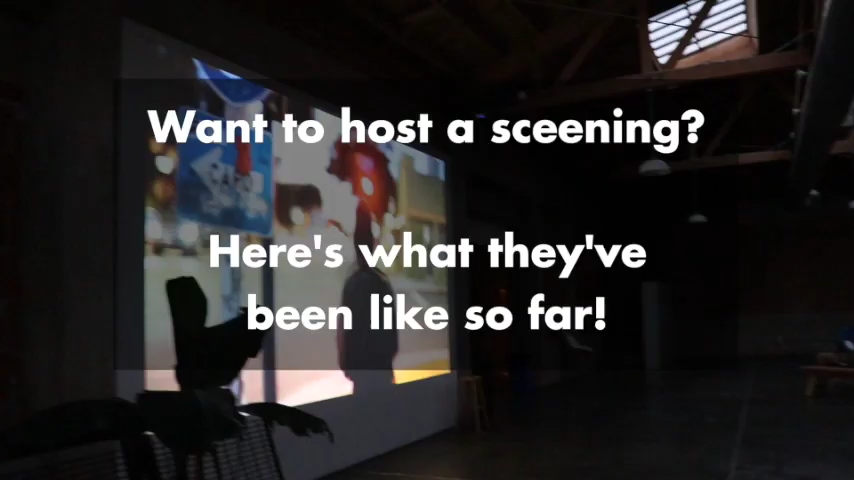 Want to host a sceening?
Here's what they've
been like so far!